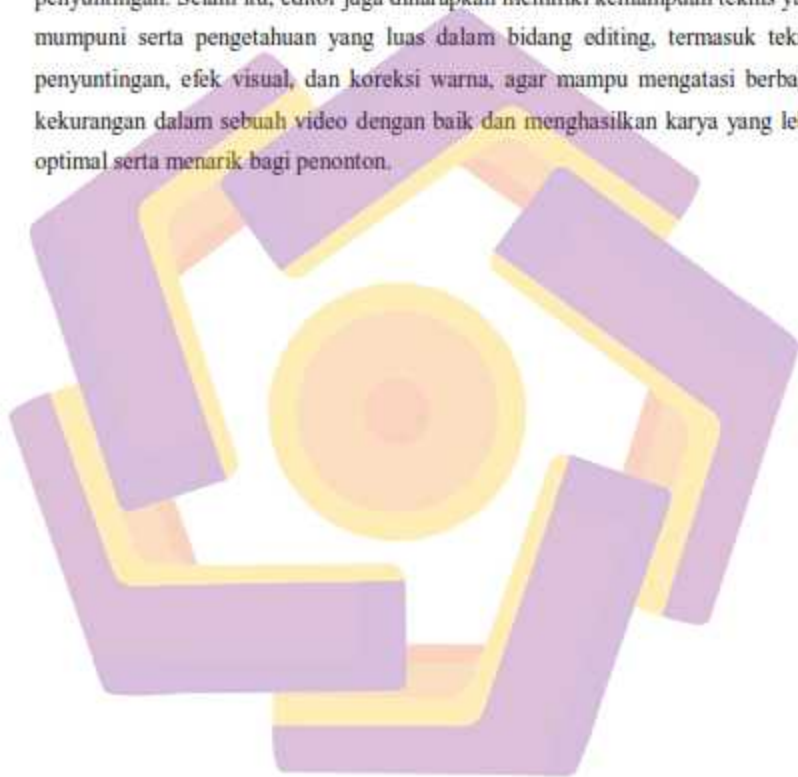 penyuntingan. Selain itu, editor juga diharapkan memiliki kemampuan teknis
mumpuni serta pengetahuan yang luas dalam bidang editing, termasuk
penyuntingan, efek visual, dan koreksi warna, agar mampu mengatasi
kekurangan dalam sebuah video dengan baik dan menghasilkan karya yang
optimal serta menarik bagi penonton.